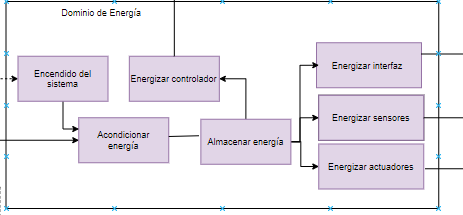 Dominio de Energía
Encendido del
sistema
Energizar controlador
Energizar interfaz
Acondicionar
energía
Almacenar energía
Energizar sensores
Energizar actuadores